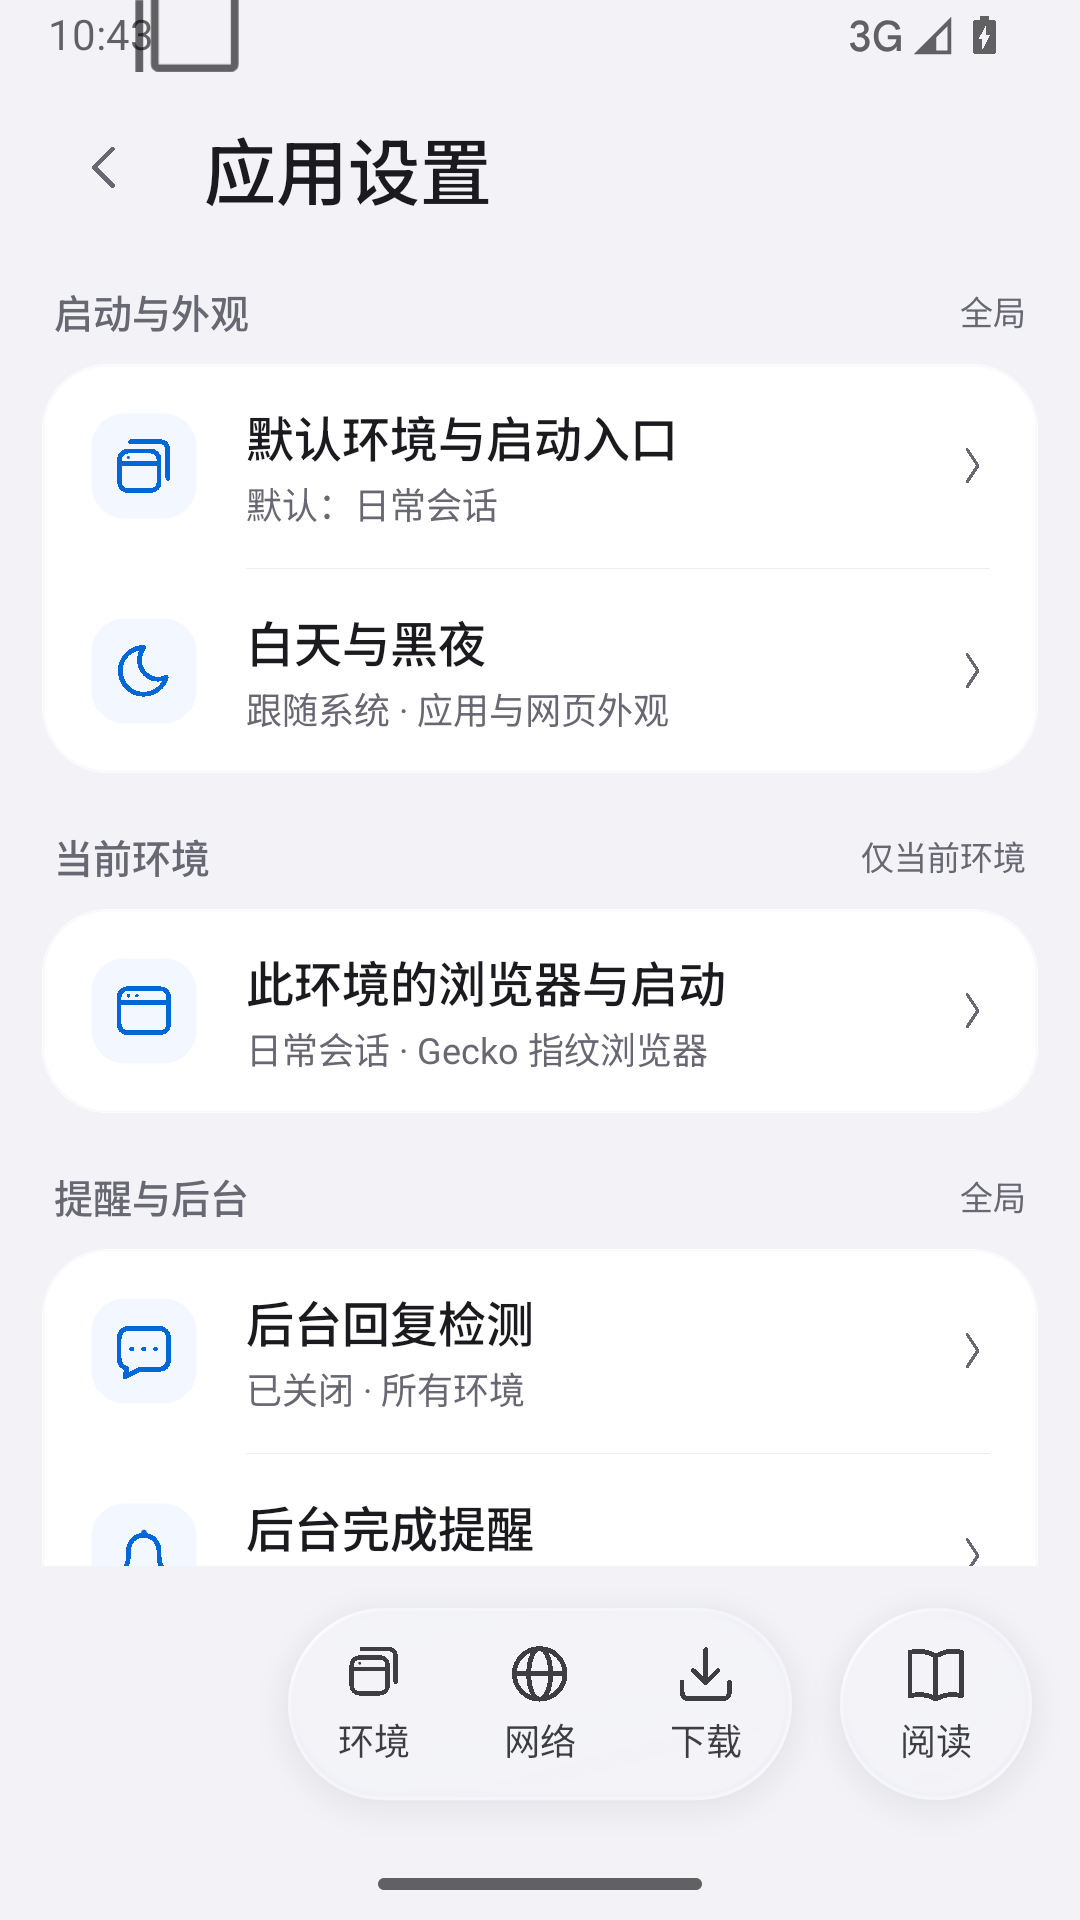 10:43
3G
应用设置
启动与外观
全局
默认环境与启动入口
默认：日常会话
白天与黑夜
跟随系统 · 应用与网页外观
当前环境
仅当前环境
此环境的浏览器与启动
日常会话 · Gecko 指纹浏览器
提醒与后台
全局
后台回复检测
已关闭 · 所有环境
后台完成提醒
环境
网络
下载
阅读